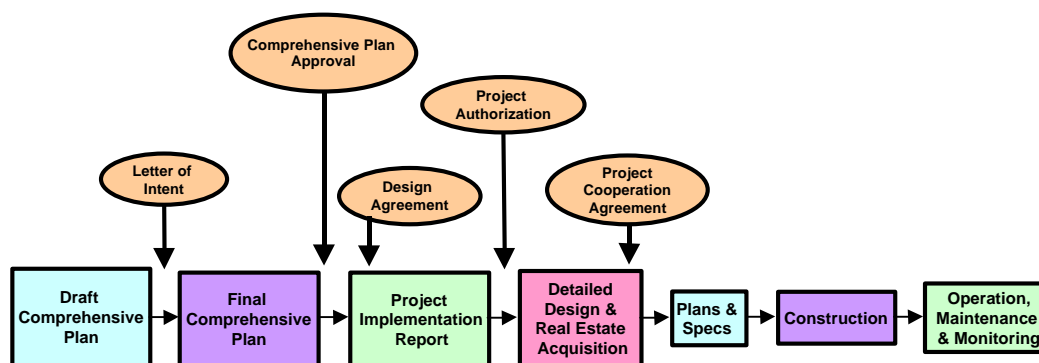 Comprehensive Plan
Approval
Project
Authorization
Letter of
Intent
Design
Agreement
Project
Cooperation
Agreement
Draft
Comprehensive
Plan
Final
Comprehensive
Plan
Project
Implementation
Report
Detailed
Design &
Real Estate
Acquisition
Plans &
Specs
Construction
Operation,
Maintenance
& Monitoring